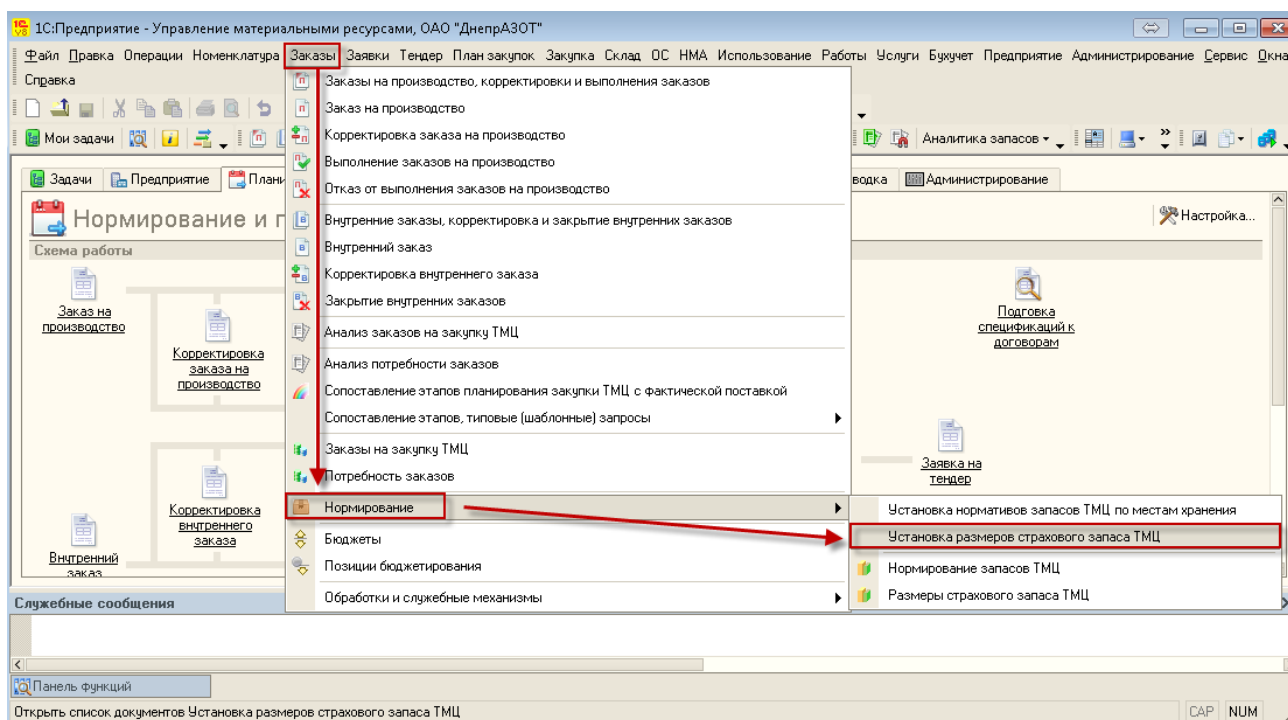 1С:Предприятие - Управление материальными ресурсами, ОАО "ДнепрАЗОТ"
Файл Правка Операции Номенклатура Заказы Заявки Тендер План закупок Закупка Склад ОС НМА Использование Работы Услуги Бухучет Предприятие Администрирование Сервис Окна
Справка
Заказы на производство, корректировки и выполнения заказов
Заказ на производство
Корректировка заказа на производство
Выполнение заказов на производство
Отказ от выполнения заказов на производство
Внутренние заказы, корректировка и закрытие внутренних заказов
Внутренний заказ
Корректировка внутреннего заказа
Закрытие внутренних заказов
Анализ заказов на закупку ТМЦ
Анализ потребности заказов
Сопоставление этапов планирования закупки ТМЦ с фактической поставкой
Сопоставление этапов, типовые (шаблонные) запросы
Заказы на закупку ТМЦ
Потребность заказов
Нормирование
Бюджеты
Позиции бюджетирования
Обработки и служебные механизмы
Установка нормативов запасов ТМЦ по местам хранения
Установка размеров страхового запаса ТМЦ
Нормирование запасов ТМЦ
Размеры страхового запаса ТМЦ
Мои задачи
Аналитика запасов
Задачи Предприятие Плани
водка Администрирование
Нормирование и п
Настройка...
Схема работы
Заказ на
производство
Корректировка
заказа на
производство
Корректировка
внутреннего
заказа
Внутренний
заказ
Подговка
спецификаций к
договорам
Заявка на
тендер
Служебные сообщения
Панель функций
Открыть список документов Установка размеров страхового запаса ТМЦ
CAP NUM